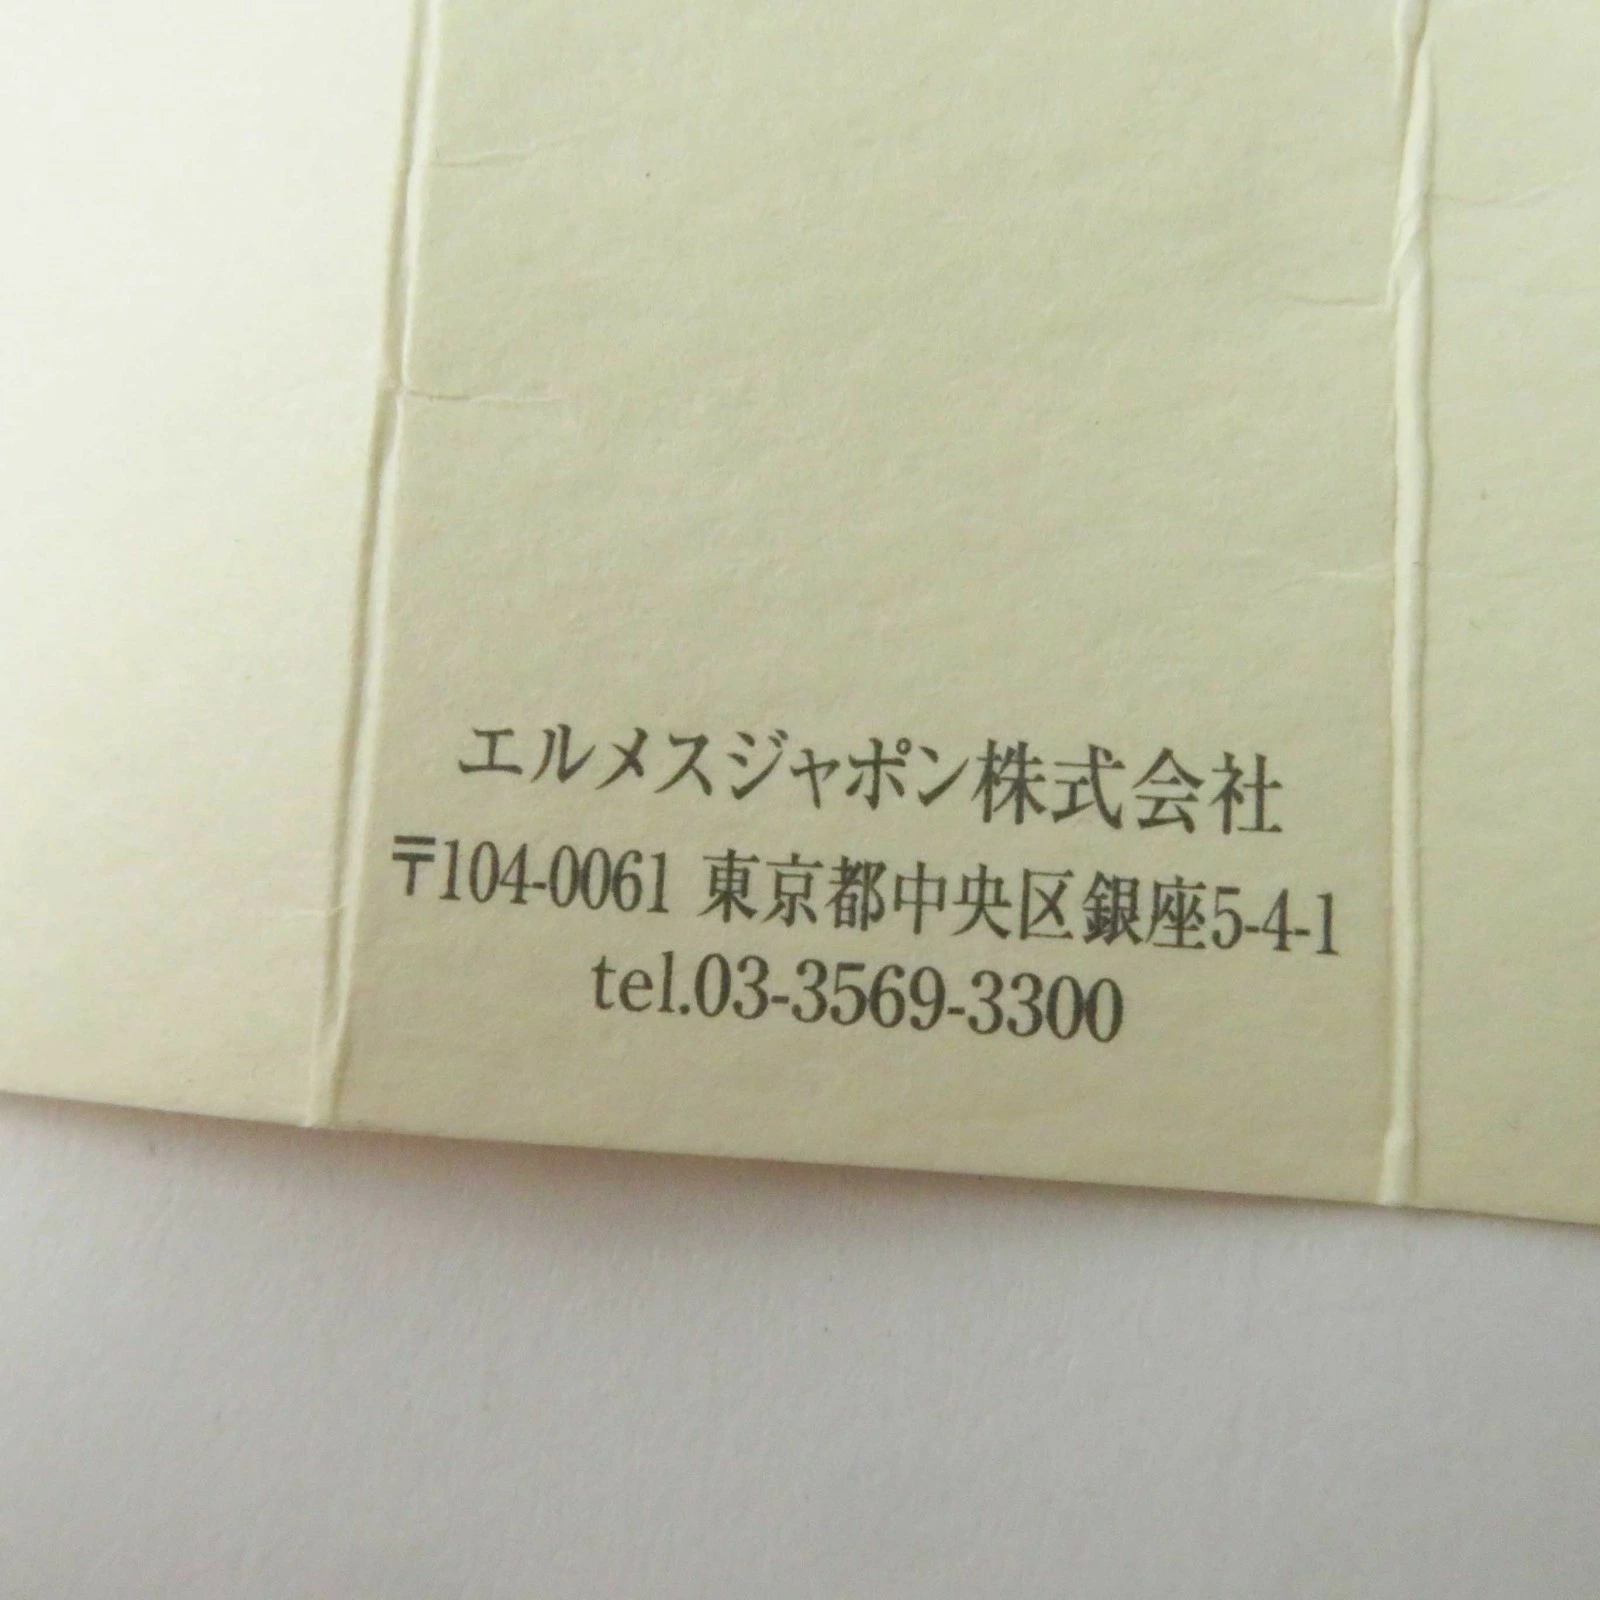 エルメスジャポン株式会社
〒104-0061 東京都中央区銀座5-4-1
tel.03-3569-3300